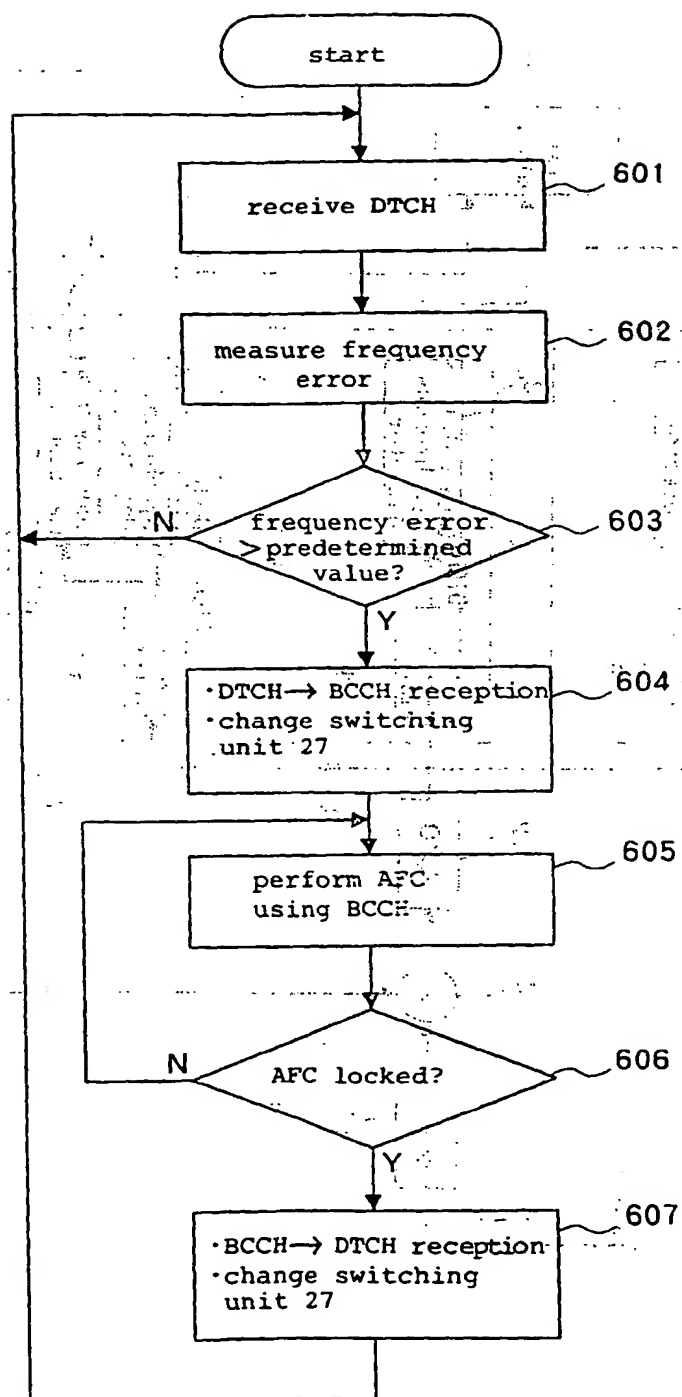 start
receive DTCH
601
measure frequency
error
602
frequency error
>predetermined
value?
603
N
Y
·DTCH→ BCCH reception
·change switching
unit 27
604
perform AFC
using BCCH
605
AFC locked?
606
N
Y
·BCCH→ DTCH reception
·change switching
unit 27
607